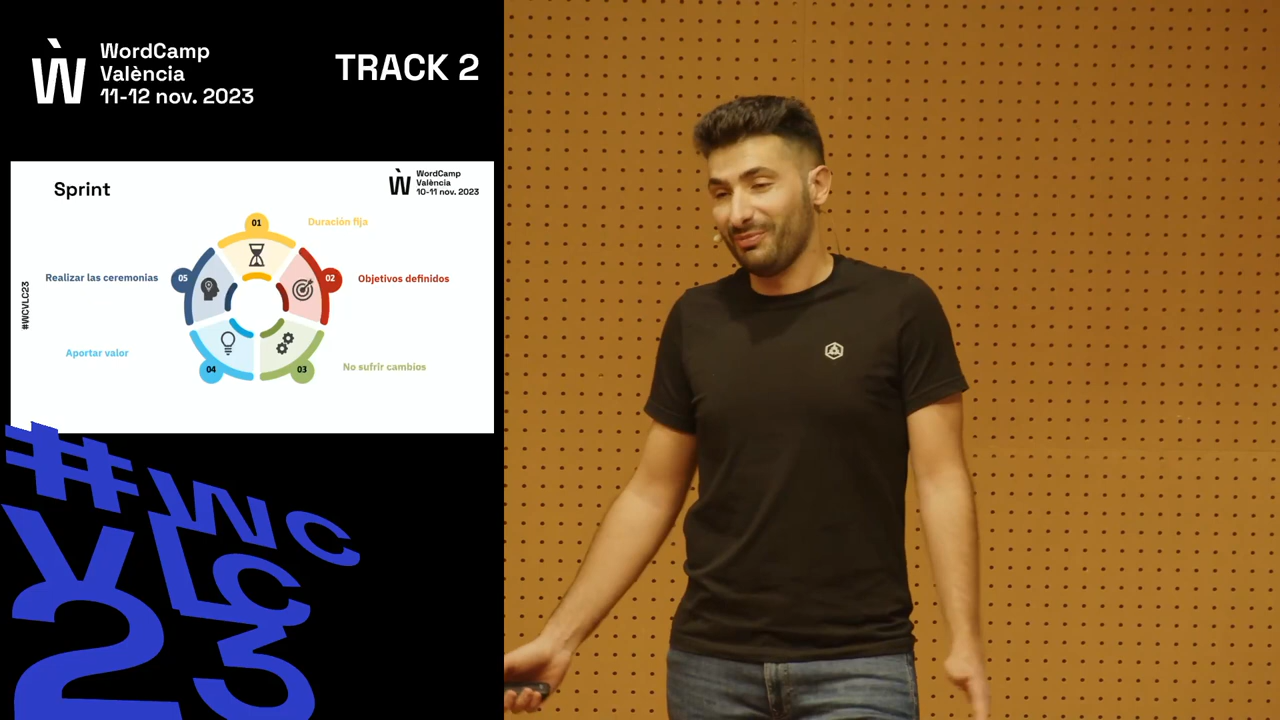 WordCamp
València
11-12 nov. 2023
TRACK 2
Sprint
WordCamp
València
10-11 nov. 2023
01
Duración fija
05
Realizar las ceremonias
02
Objetivos definidos
#WCVLC23
Aportar valor
04
03
No sufrir cambios
#WC
VLC
23